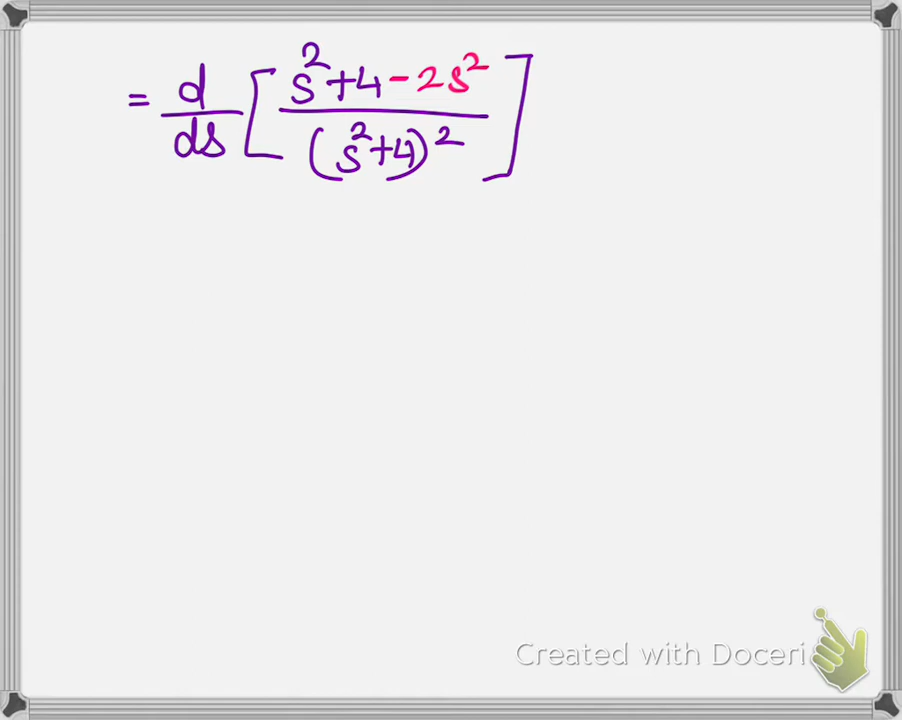 = d/ds [ (s² + 4 - 2s²) / (s² + 4)² ]
Created with Doceri